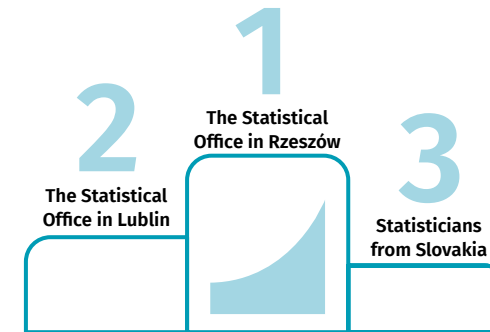 1
The Statistical
Office in Rzeszów
2
The Statistical
Office in Lublin
3
Statisticians
from Slovakia